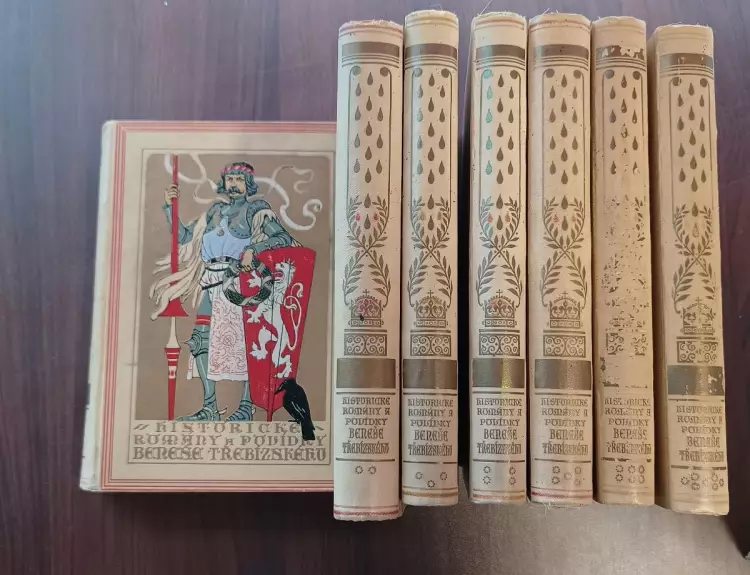 HISTORICKÉ
ROMÁNY A POVÍDKY
BENEŠE TŘEBÍZSKÉHO
HISTORICKÉ
ROMÁNY A
POVÍDKY
BENEŠE
TŘEBÍZSKÉHO
HISTORICKÉ
ROMÁNY A
POVÍDKY
BENEŠE
TŘEBÍZSKÉHO
HISTORICKÉ
ROMÁNY A
POVÍDKY
BENEŠE
TŘEBÍZSKÉHO
HISTORICKÉ
ROMÁNY A
POVÍDKY
BENEŠE
TŘEBÍZSKÉHO
HISTORICKÉ
ROMÁNY A
POVÍDKY
BENEŠE
TŘEBÍZSKÉHO
HISTORICKÉ
ROMÁNY A
POVÍDKY
BENEŠE
TŘEBÍZSKÉHO